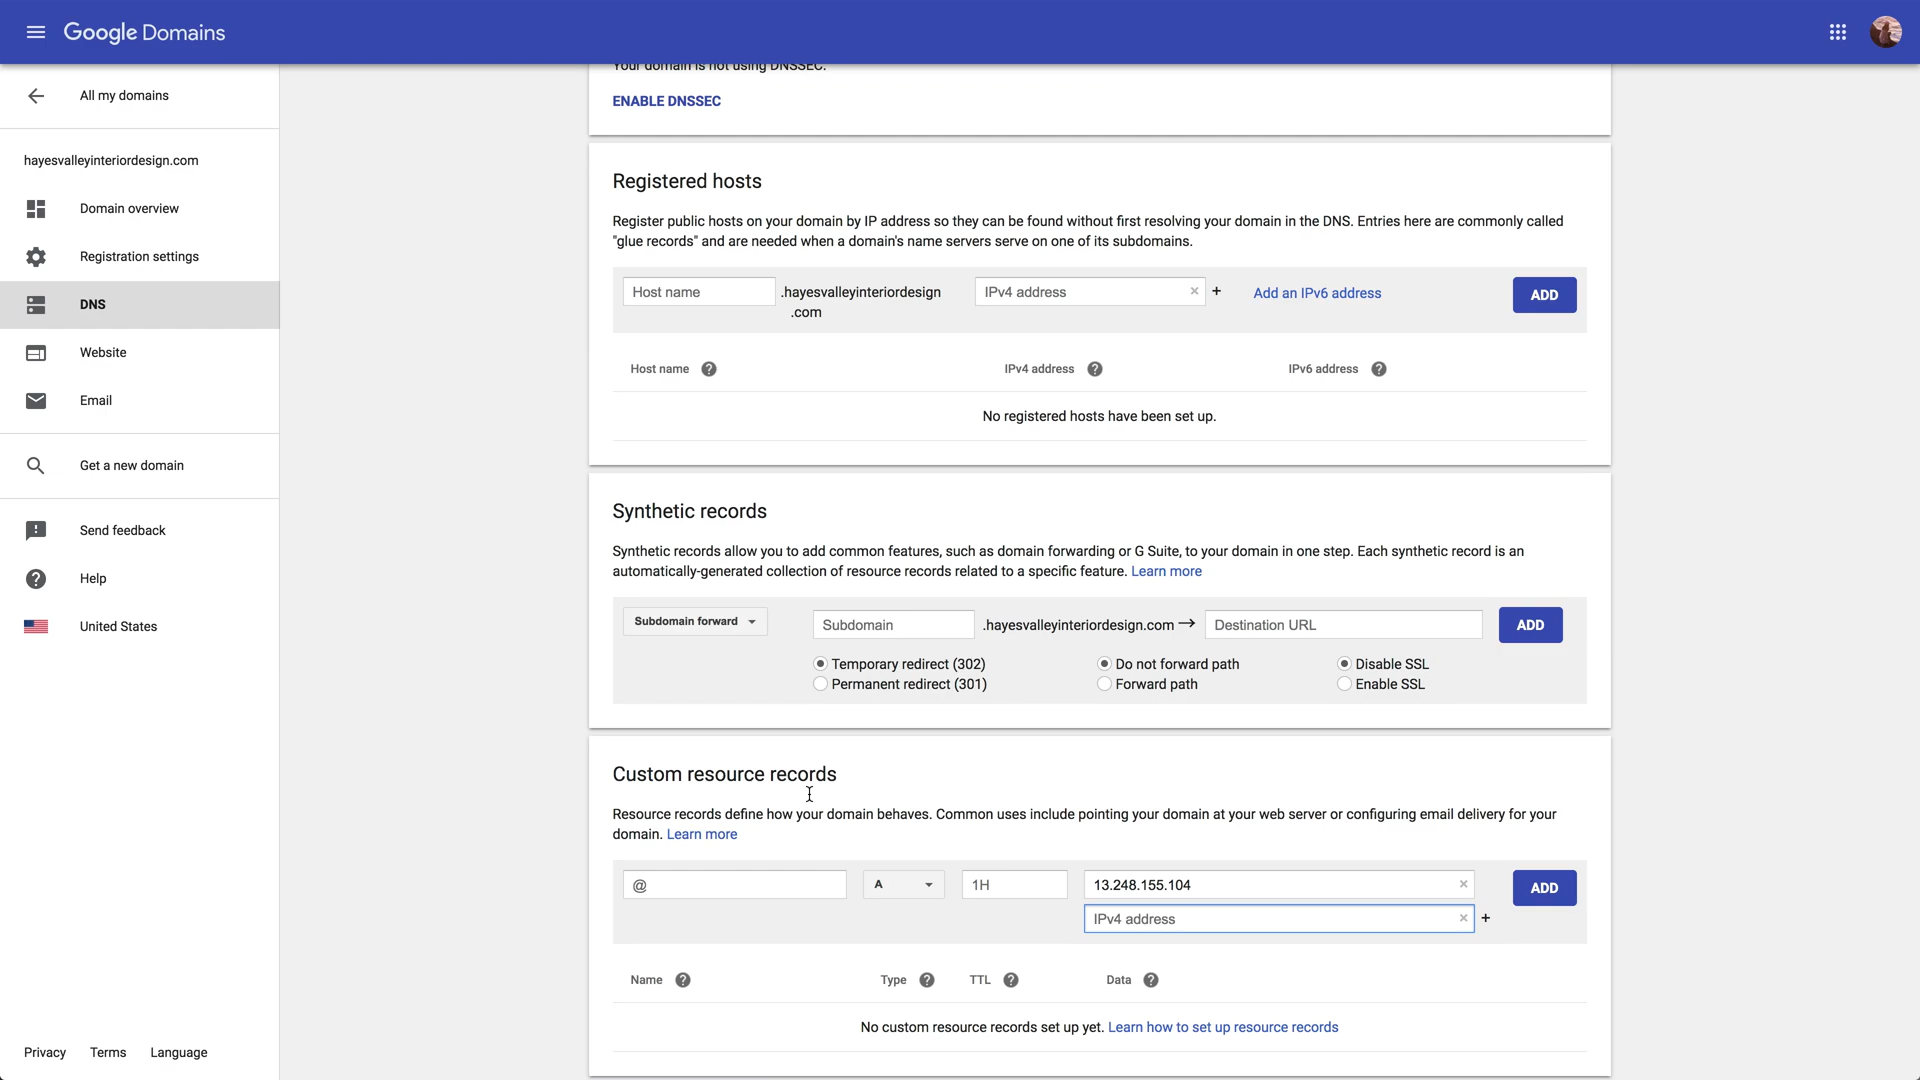 Google Domains
All my domains
hayesvalleyinteriordesign.com
Domain overview
Registration settings
DNS
Website
Email
Get a new domain
Send feedback
Help
United States
Privacy Terms Language
Your domain is not using DNSSEC.
ENABLE DNSSEC
Registered hosts
Register public hosts on your domain by IP address so they can be found without first resolving your domain in the DNS. Entries here are commonly called
"glue records" and are needed when a domain's name servers serve on one of its subdomains.
Host name .hayesvalleyinteriordesign IPv4 address × + Add an IPv6 address ADD
.com
Host name ? IPv4 address ? IPv6 address ?
No registered hosts have been set up.
Synthetic records
Synthetic records allow you to add common features, such as domain forwarding or G Suite, to your domain in one step. Each synthetic record is an
automatically-generated collection of resource records related to a specific feature. Learn more
Subdomain forward Subdomain .hayesvalleyinteriordesign.com → Destination URL ADD
Temporary redirect (302) Do not forward path Disable SSL
Permanent redirect (301) Forward path Enable SSL
Custom resource records
Resource records define how your domain behaves. Common uses include pointing your domain at your web server or configuring email delivery for your
domain. Learn more
@ A 1H 13.248.155.104 × ADD
IPv4 address × +
Name ? Type ? TTL ? Data ?
No custom resource records set up yet. Learn how to set up resource records